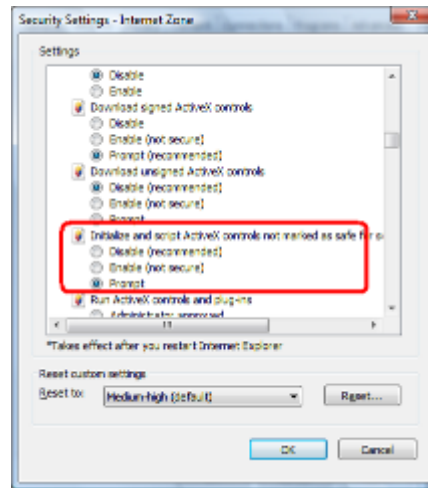 Security Settings - Internet Zone
Settings
Disable
Enable
Download signed ActiveX controls
Disable
Enable (not secure)
Prompt (recommended)
Download unsigned ActiveX controls
Disable (recommended)
Enable (not secure)
Prompt
Initialize and script ActiveX controls not marked as safe for s
Disable (recommended)
Enable (not secure)
Prompt
Run ActiveX controls and plug-ins
Administrator approved
*Takes effect after you restart Internet Explorer
Reset custom settings
Reset to: Medium-high (default) Reset...
OK Cancel